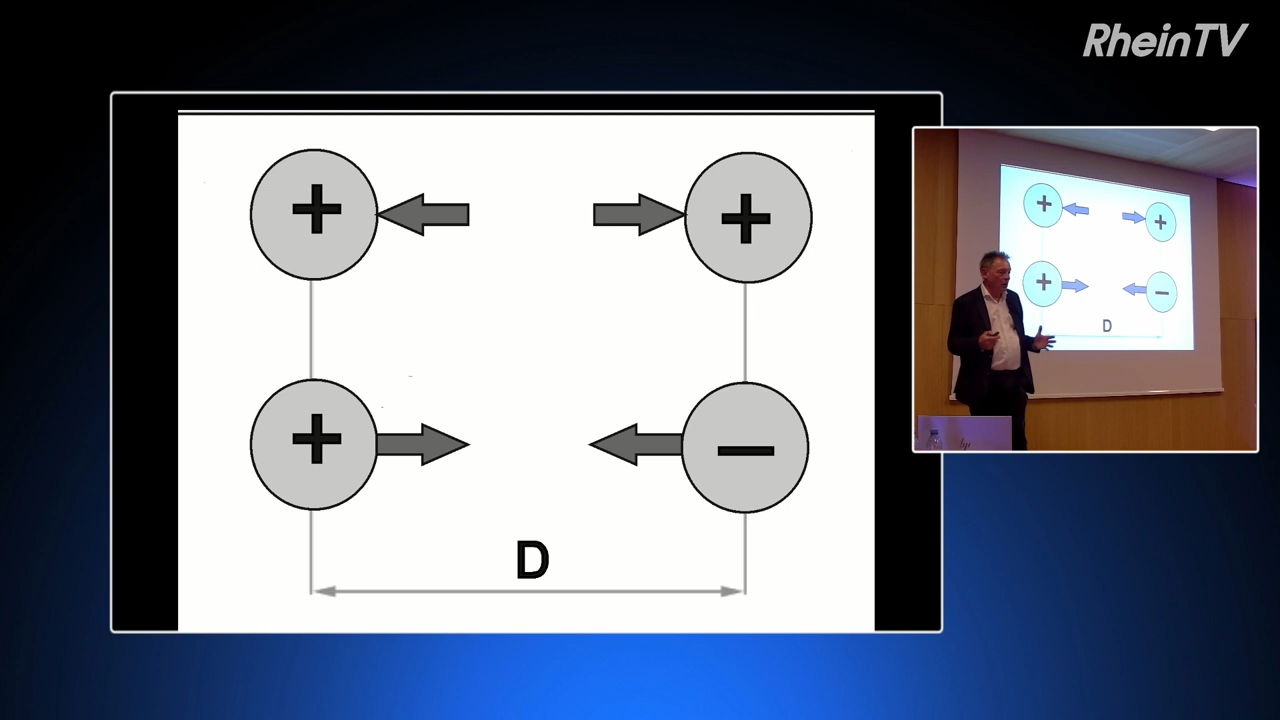 RheinTV
+ +
+ −
D
+ +
+ −
D